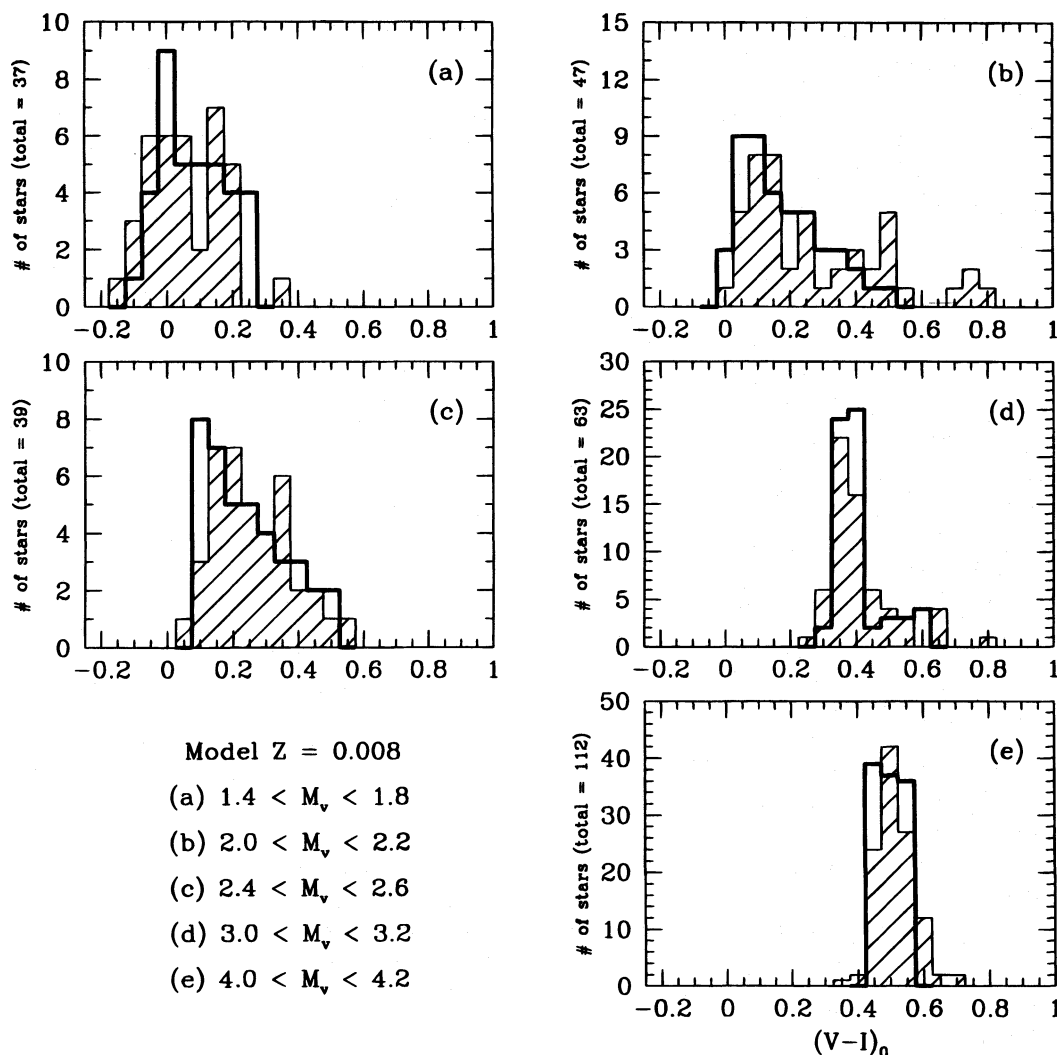 10
8
6
4
2
0
# of stars (total = 37)
(a)
−0.2 0 0.2 0.4 0.6 0.8 1
15
12
9
6
3
0
# of stars (total = 47)
(b)
−0.2 0 0.2 0.4 0.6 0.8 1
10
8
6
4
2
0
# of stars (total = 39)
(c)
−0.2 0 0.2 0.4 0.6 0.8 1
30
25
20
15
10
5
0
# of stars (total = 63)
(d)
−0.2 0 0.2 0.4 0.6 0.8 1
Model Z = 0.008
(a) 1.4 < M_v < 1.8
(b) 2.0 < M_v < 2.2
(c) 2.4 < M_v < 2.6
(d) 3.0 < M_v < 3.2
(e) 4.0 < M_v < 4.2
50
40
30
20
10
0
# of stars (total = 112)
(e)
−0.2 0 0.2 0.4 0.6 0.8 1
(V−I)₀